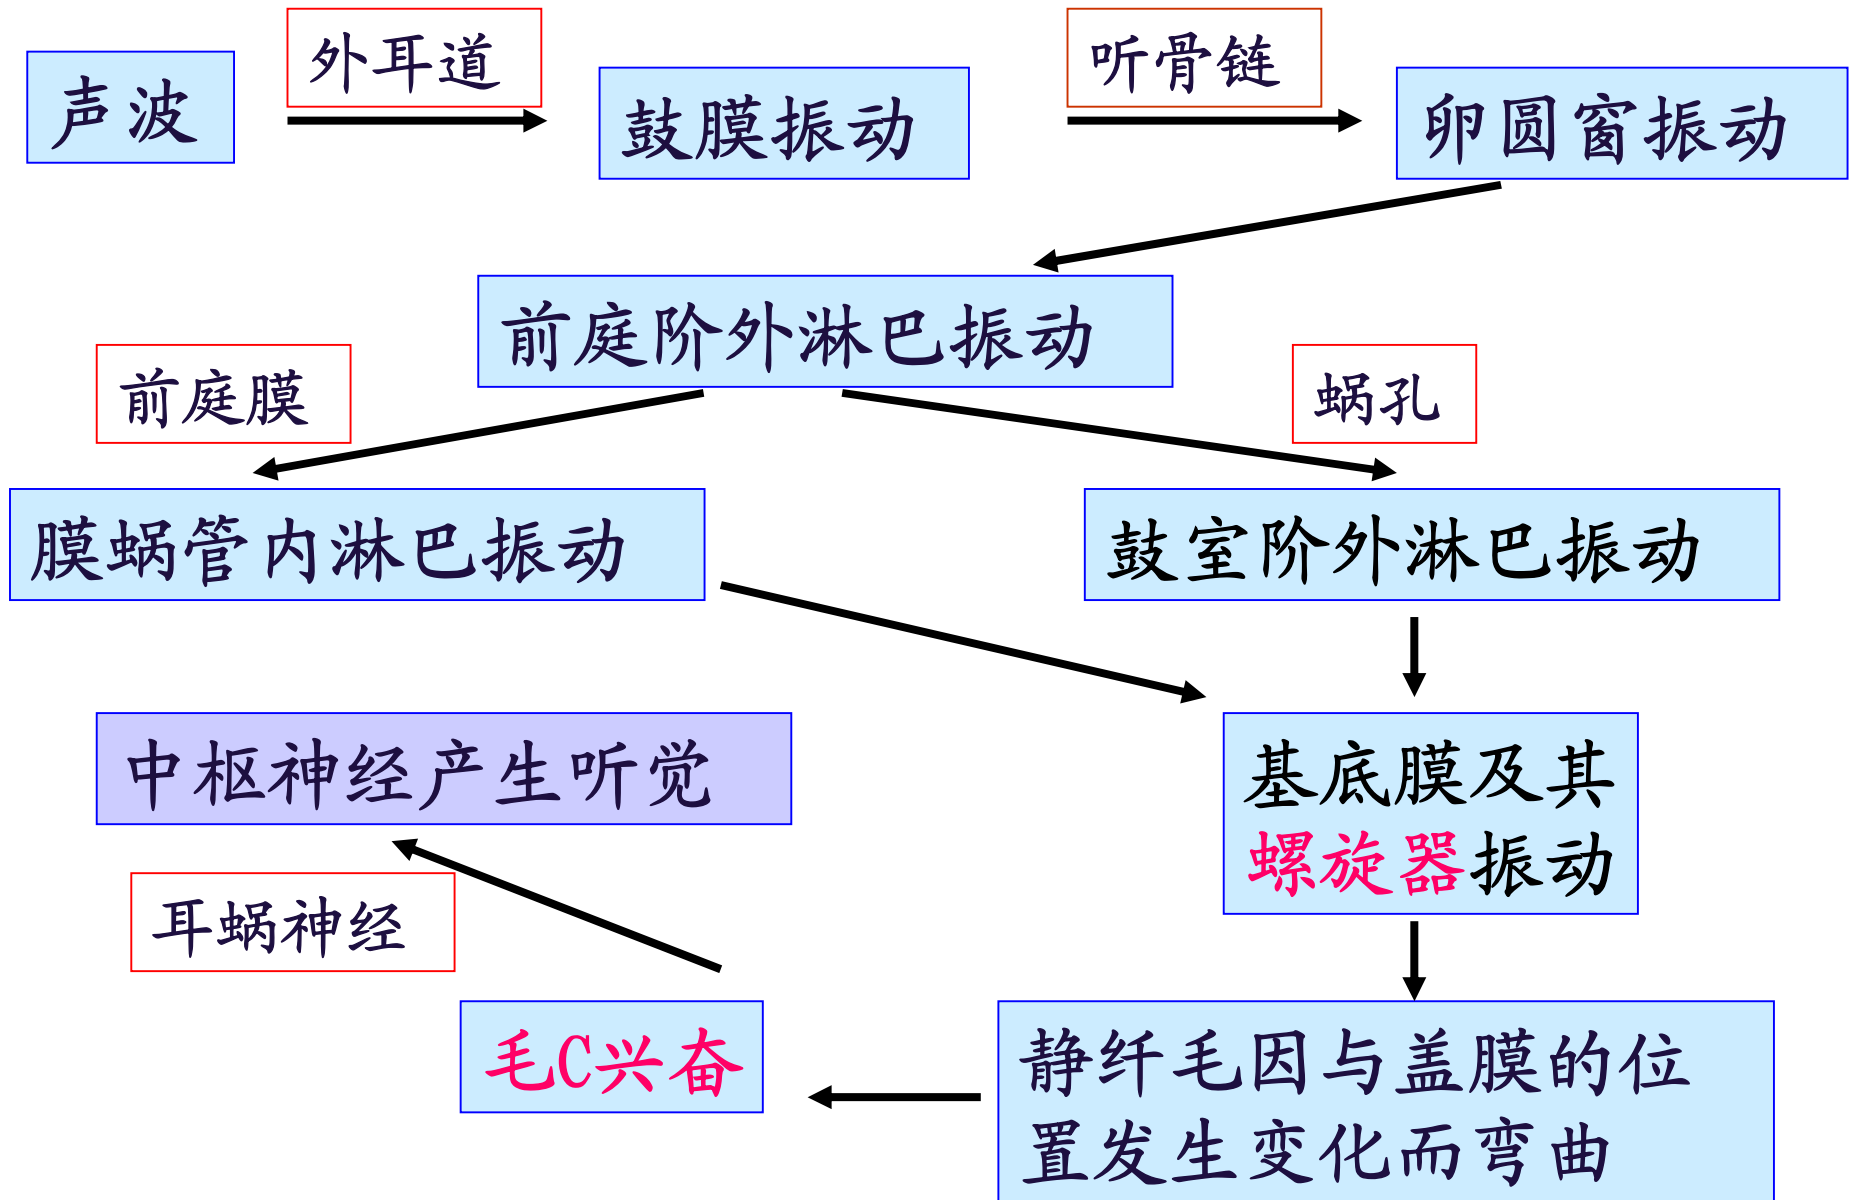 声波
外耳道
鼓膜振动
听骨链
卵圆窗振动
前庭阶外淋巴振动
前庭膜
蜗孔
膜蜗管内淋巴振动
鼓室阶外淋巴振动
中枢神经产生听觉
基底膜及其
螺旋器振动
耳蜗神经
毛C兴奋
静纤毛因与盖膜的位
置发生变化而弯曲